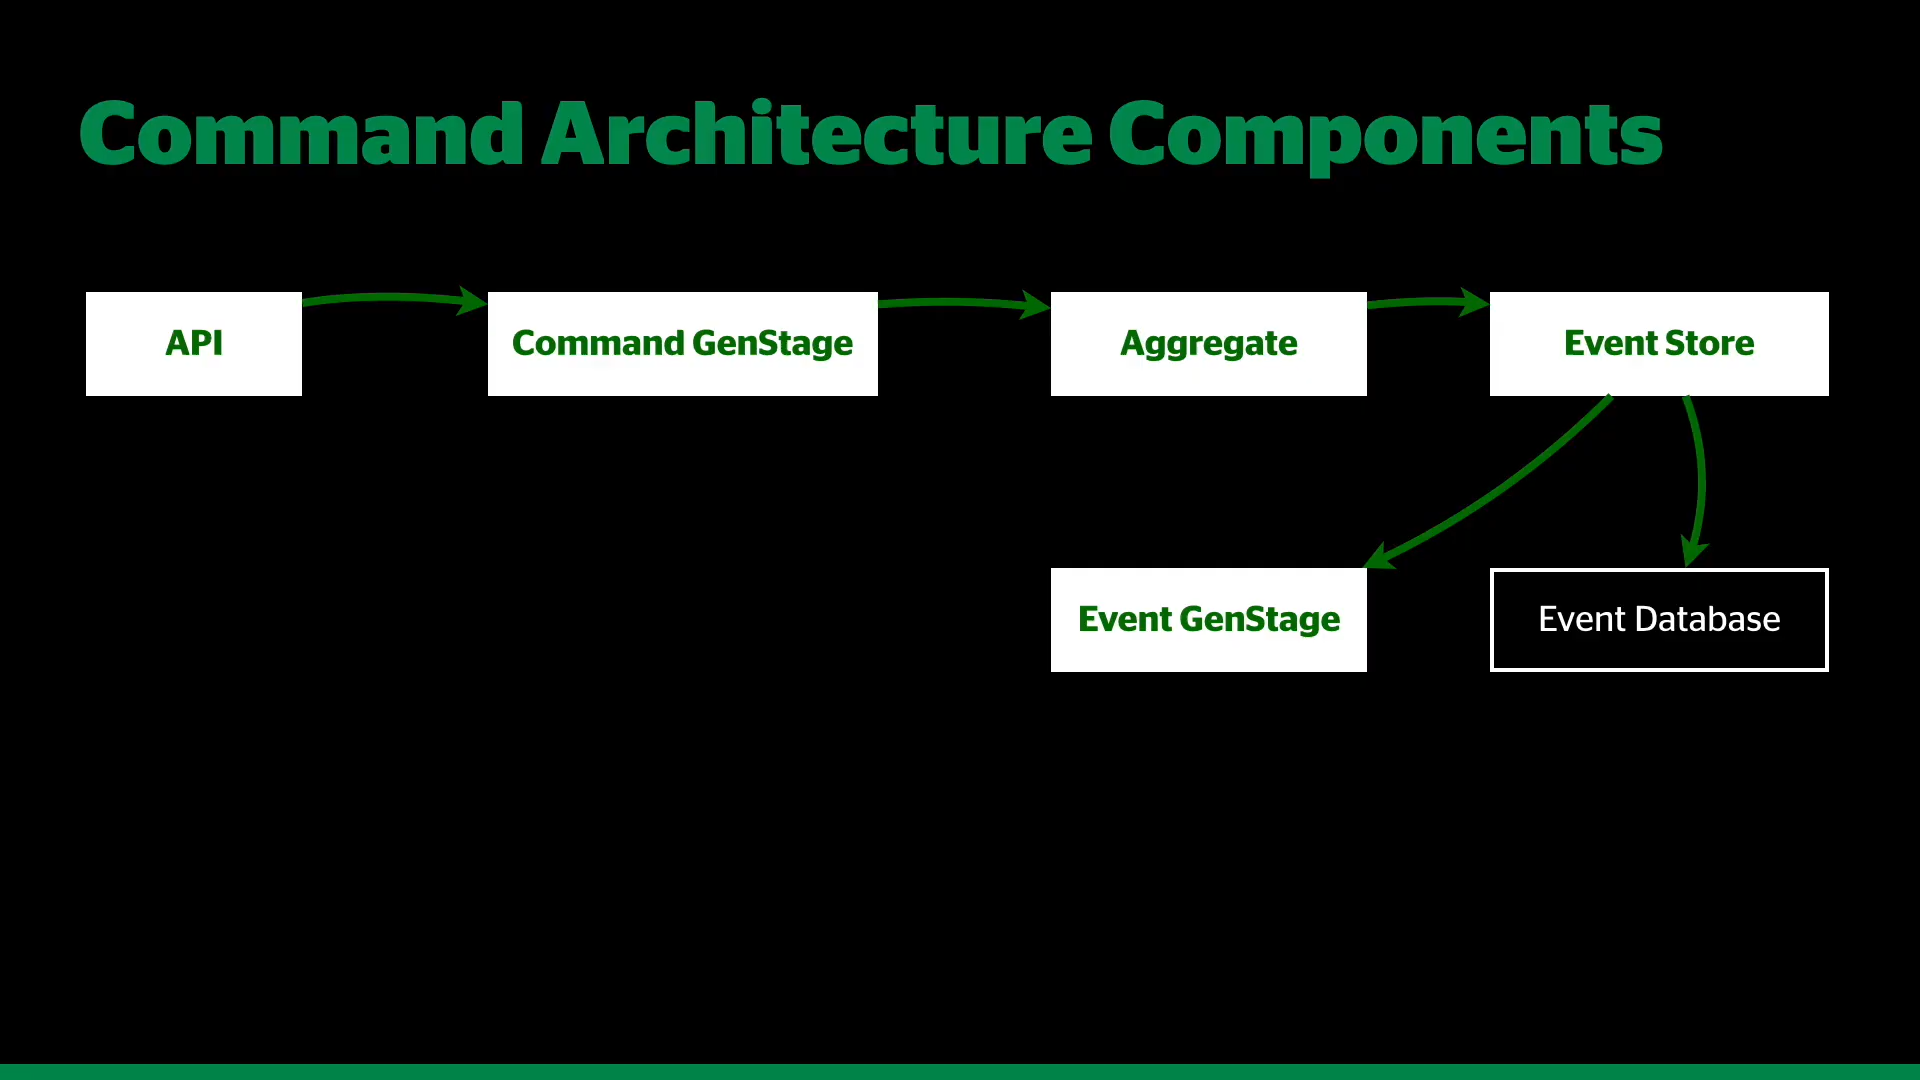 Command Architecture Components
API
Command GenStage
Aggregate
Event Store
Event GenStage
Event Database